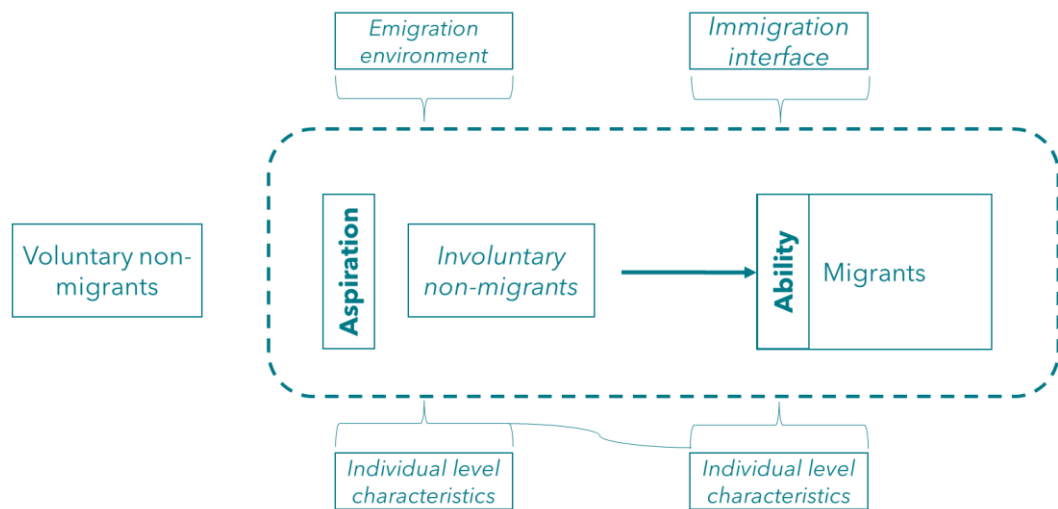 Emigration
environment
Immigration
interface
Voluntary non-
migrants
Aspiration
Involuntary
non-migrants
Ability
Migrants
Individual level
characteristics
Individual level
characteristics